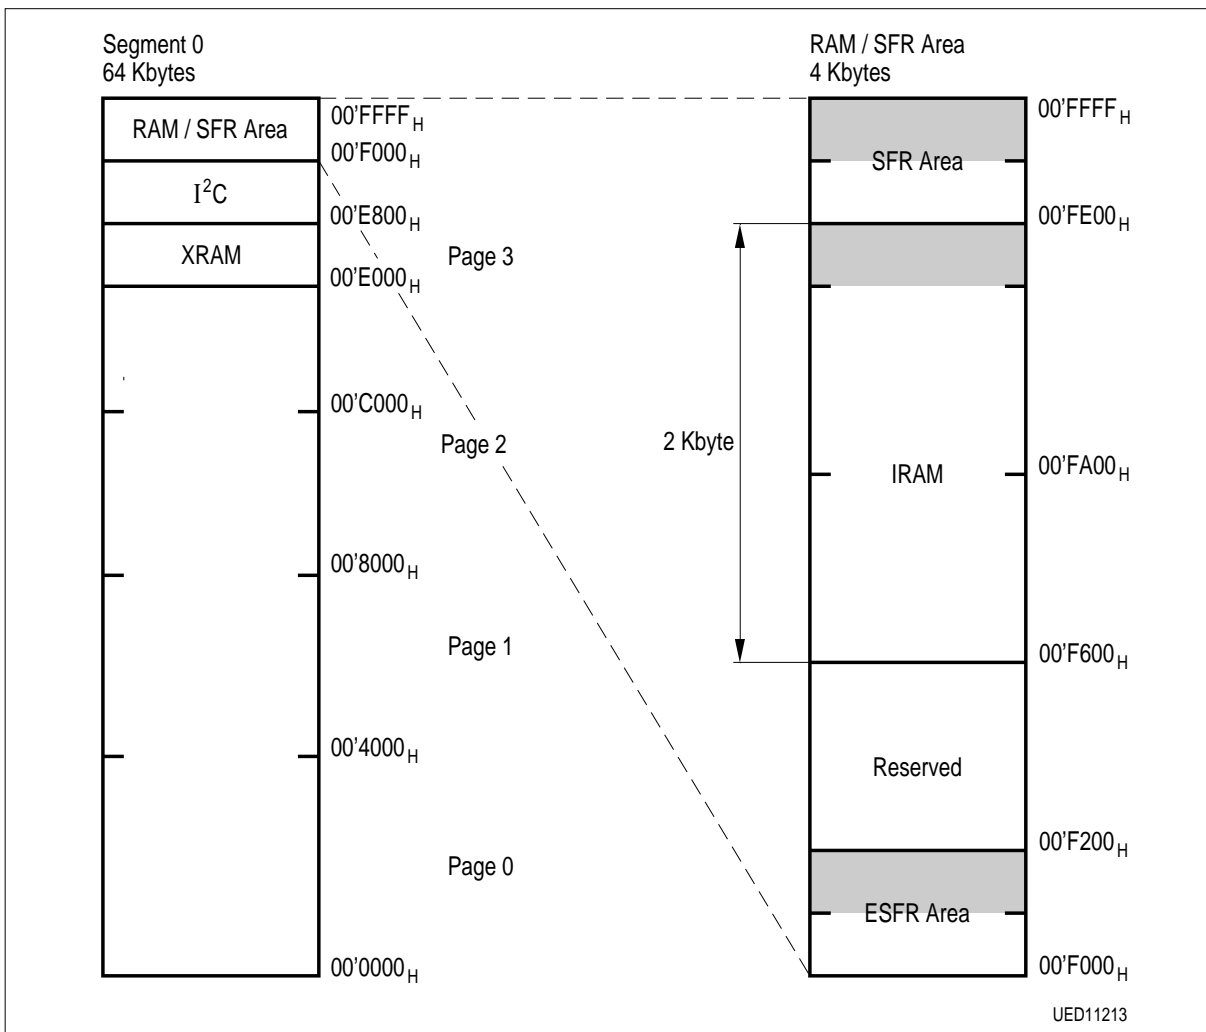 Segment 0
64 Kbytes
RAM / SFR Area
00'FFFF H
00'F000 H
I²C
00'E800 H
XRAM
00'E000 H
Page 3
00'C000 H
Page 2
00'8000 H
Page 1
00'4000 H
Page 0
00'0000 H
RAM / SFR Area
4 Kbytes
00'FFFF H
SFR Area
00'FE00 H
2 Kbyte
IRAM
00'FA00 H
00'F600 H
Reserved
00'F200 H
ESFR Area
00'F000 H
UED11213